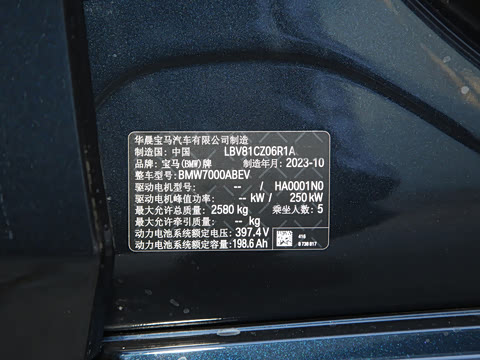 华晨宝马汽车有限公司制造
制造国：中国 LBV81CZ06R1A
品牌：宝马(BMW)牌 制造年月：2023-10
整车型号：BMW7000ABEV
驱动电机型号： -- / HA0001N0
驱动电机峰值功率： -- kW / 250 kW
最大允许总质量：2580 kg 乘坐人数：5
最大允许牵引质量： -- kg
动力电池系统额定电压：397.4 V
动力电池系统额定容量：198.6 Ah
416
9 738 017